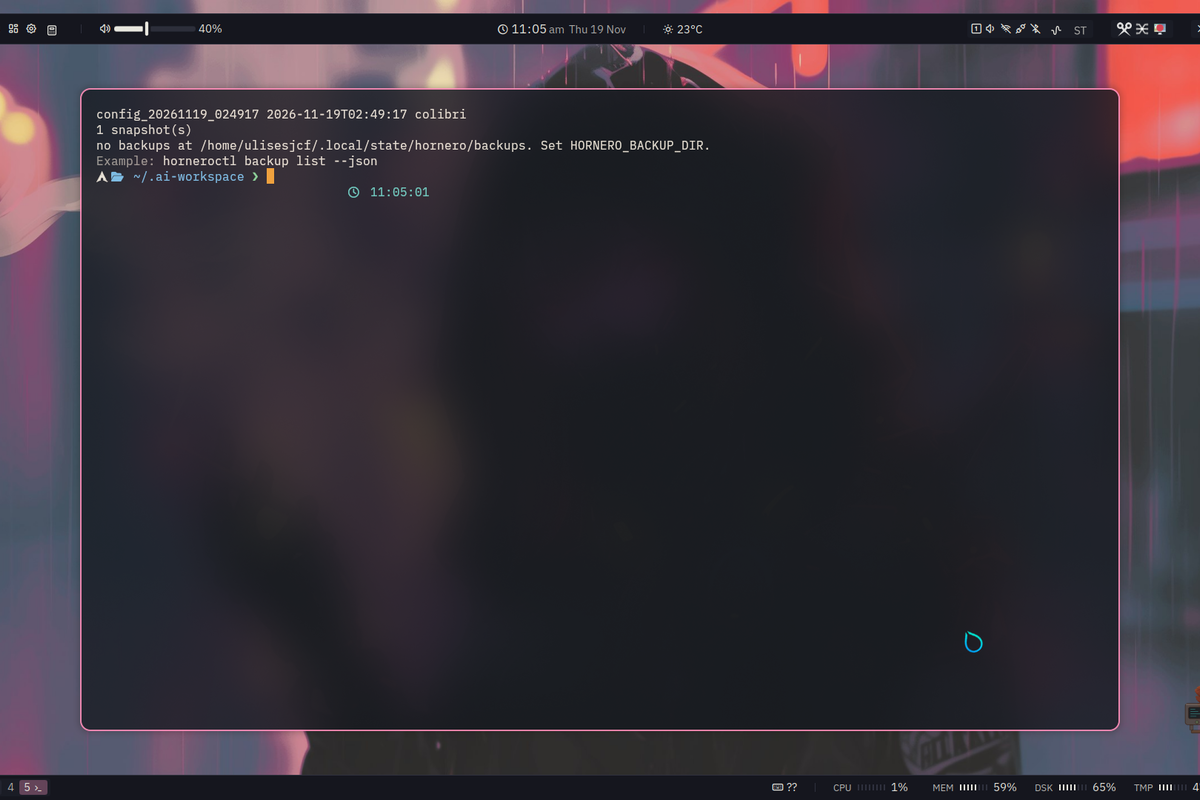 40%
11:05 am Thu 19 Nov
23°C
1
ST
config_20261119_024917 2026-11-19T02:49:17 colibri
1 snapshot(s)
no backups at /home/ulisesjcf/.local/state/hornero/backups. Set HORNERO_BACKUP_DIR.
Example: horneroctl backup list --json
~/.ai-workspace ❯
11:05:01
4
5 >_
??
CPU 1%
MEM 59%
DSK 65%
TMP